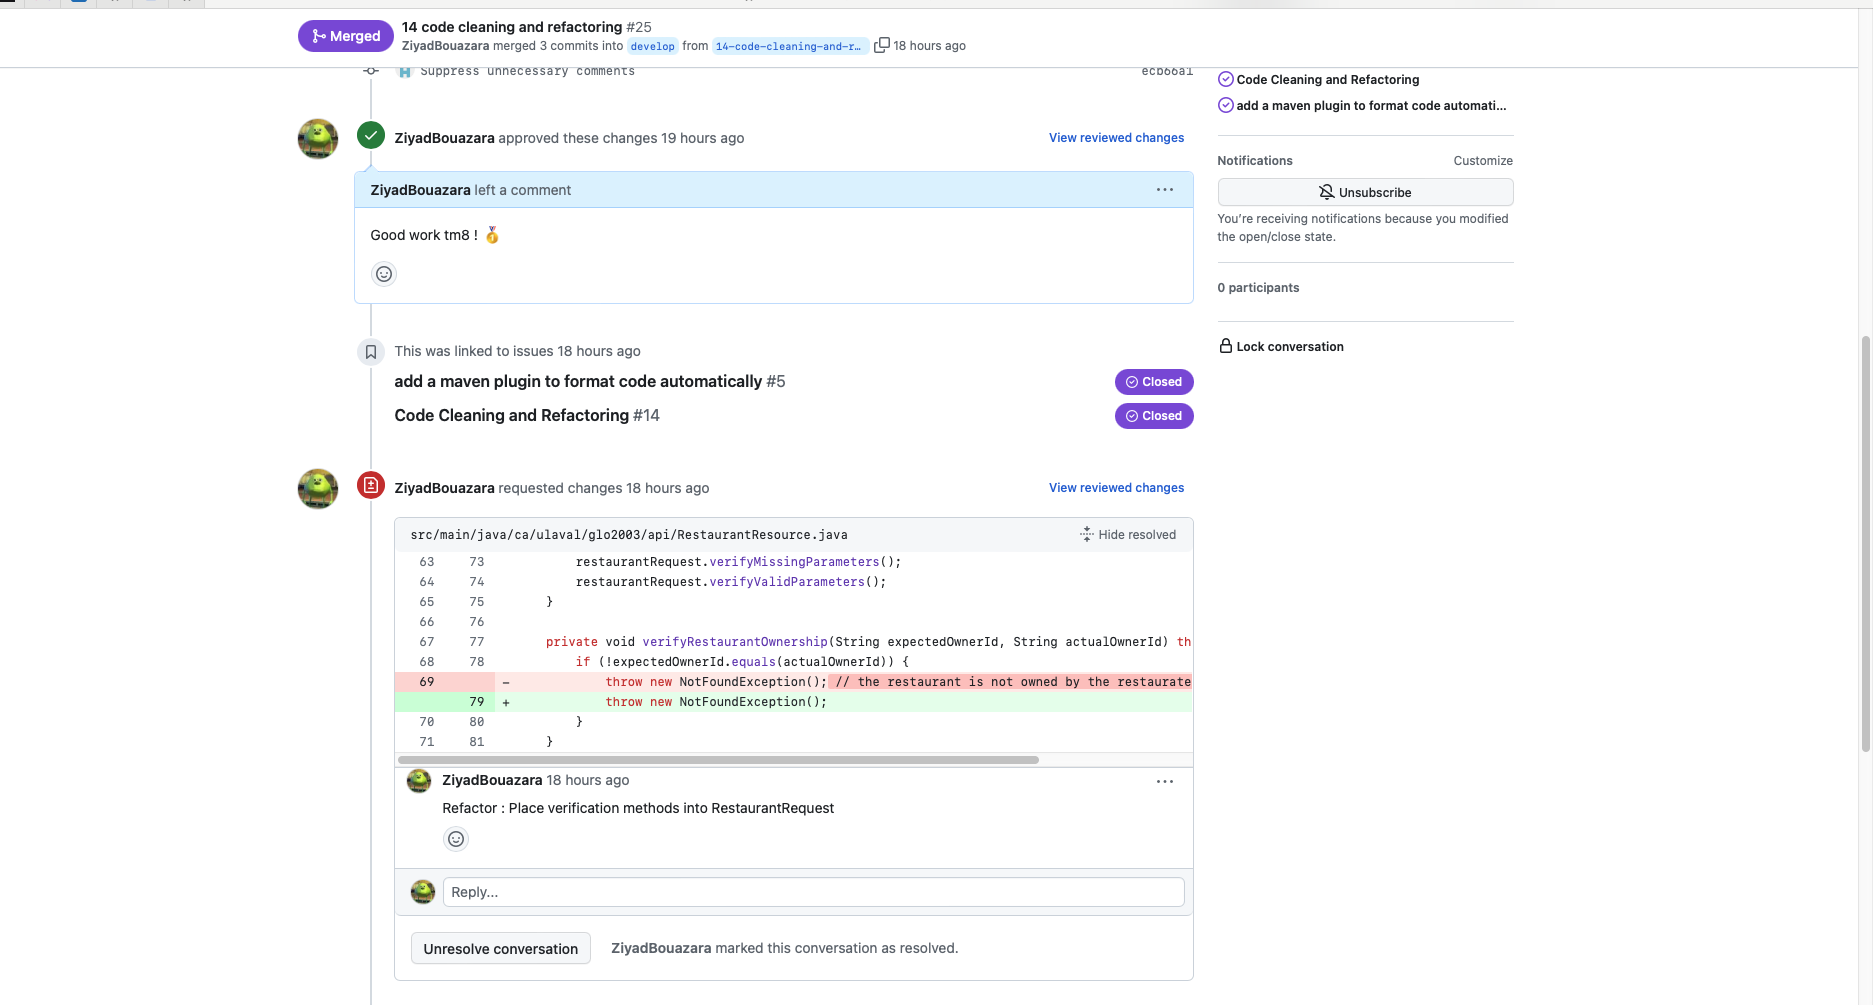 Merged
14 code cleaning and refactoring #25
ZiyadBouazara merged 3 commits into develop from 14-code-cleaning-and-r… 18 hours ago
Suppress unnecessary comments ecb66a1
ZiyadBouazara approved these changes 19 hours ago View reviewed changes
ZiyadBouazara left a comment
Good work tm8 ! 🥇
This was linked to issues 18 hours ago
add a maven plugin to format code automatically #5 Closed
Code Cleaning and Refactoring #14 Closed
ZiyadBouazara requested changes 18 hours ago View reviewed changes
src/main/java/ca/ulaval/glo2003/api/RestaurantResource.java Hide resolved
63 73 restaurantRequest.verifyMissingParameters();
64 74 restaurantRequest.verifyValidParameters();
65 75 }
66 76
67 77 private void verifyRestaurantOwnership(String expectedOwnerId, String actualOwnerId) th
68 78 if (!expectedOwnerId.equals(actualOwnerId)) {
69 - throw new NotFoundException(); // the restaurant is not owned by the restaurate
79 + throw new NotFoundException();
70 80 }
71 81 }
ZiyadBouazara 18 hours ago
Refactor : Place verification methods into RestaurantRequest
Reply...
Unresolve conversation ZiyadBouazara marked this conversation as resolved.
Code Cleaning and Refactoring
add a maven plugin to format code automati...
Notifications Customize
Unsubscribe
You're receiving notifications because you modified
the open/close state.
0 participants
Lock conversation